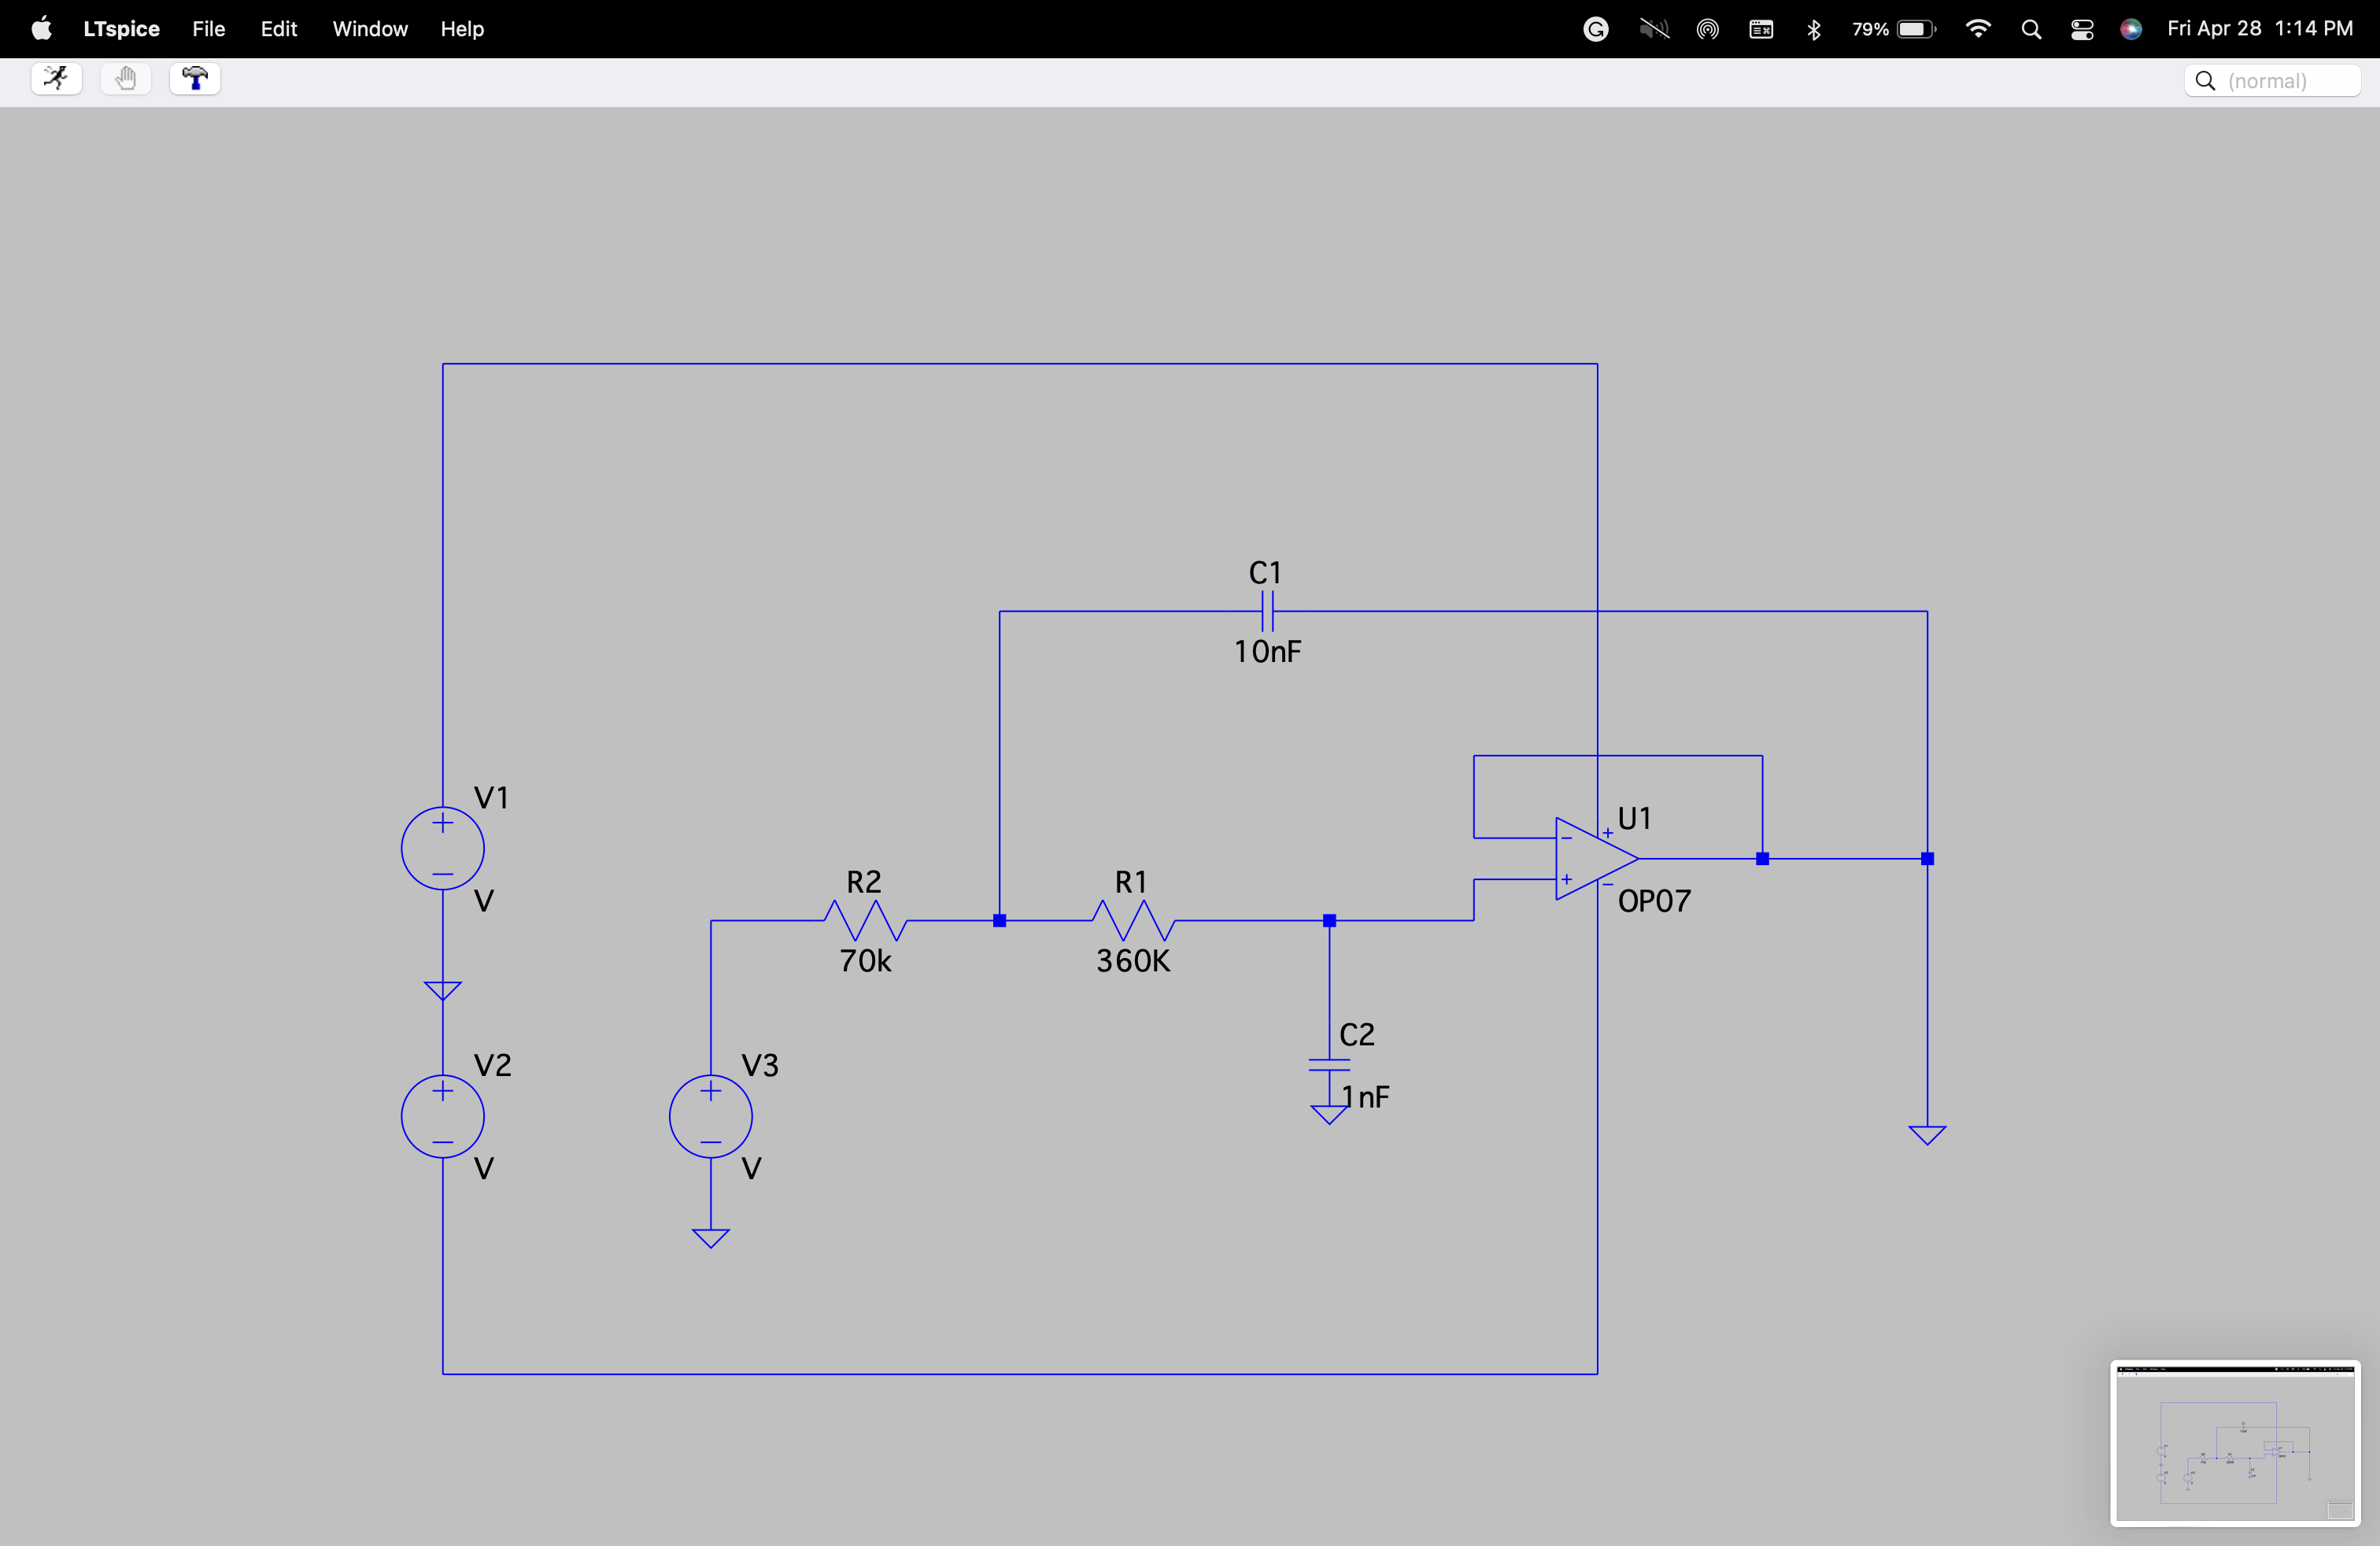 LTspice File Edit Window Help 79% Fri Apr 28 1:14 PM
(normal)
C1
10nF
V1
V
U1
OP07
R2
70k
R1
360K
C2
1nF
V2
V
V3
V